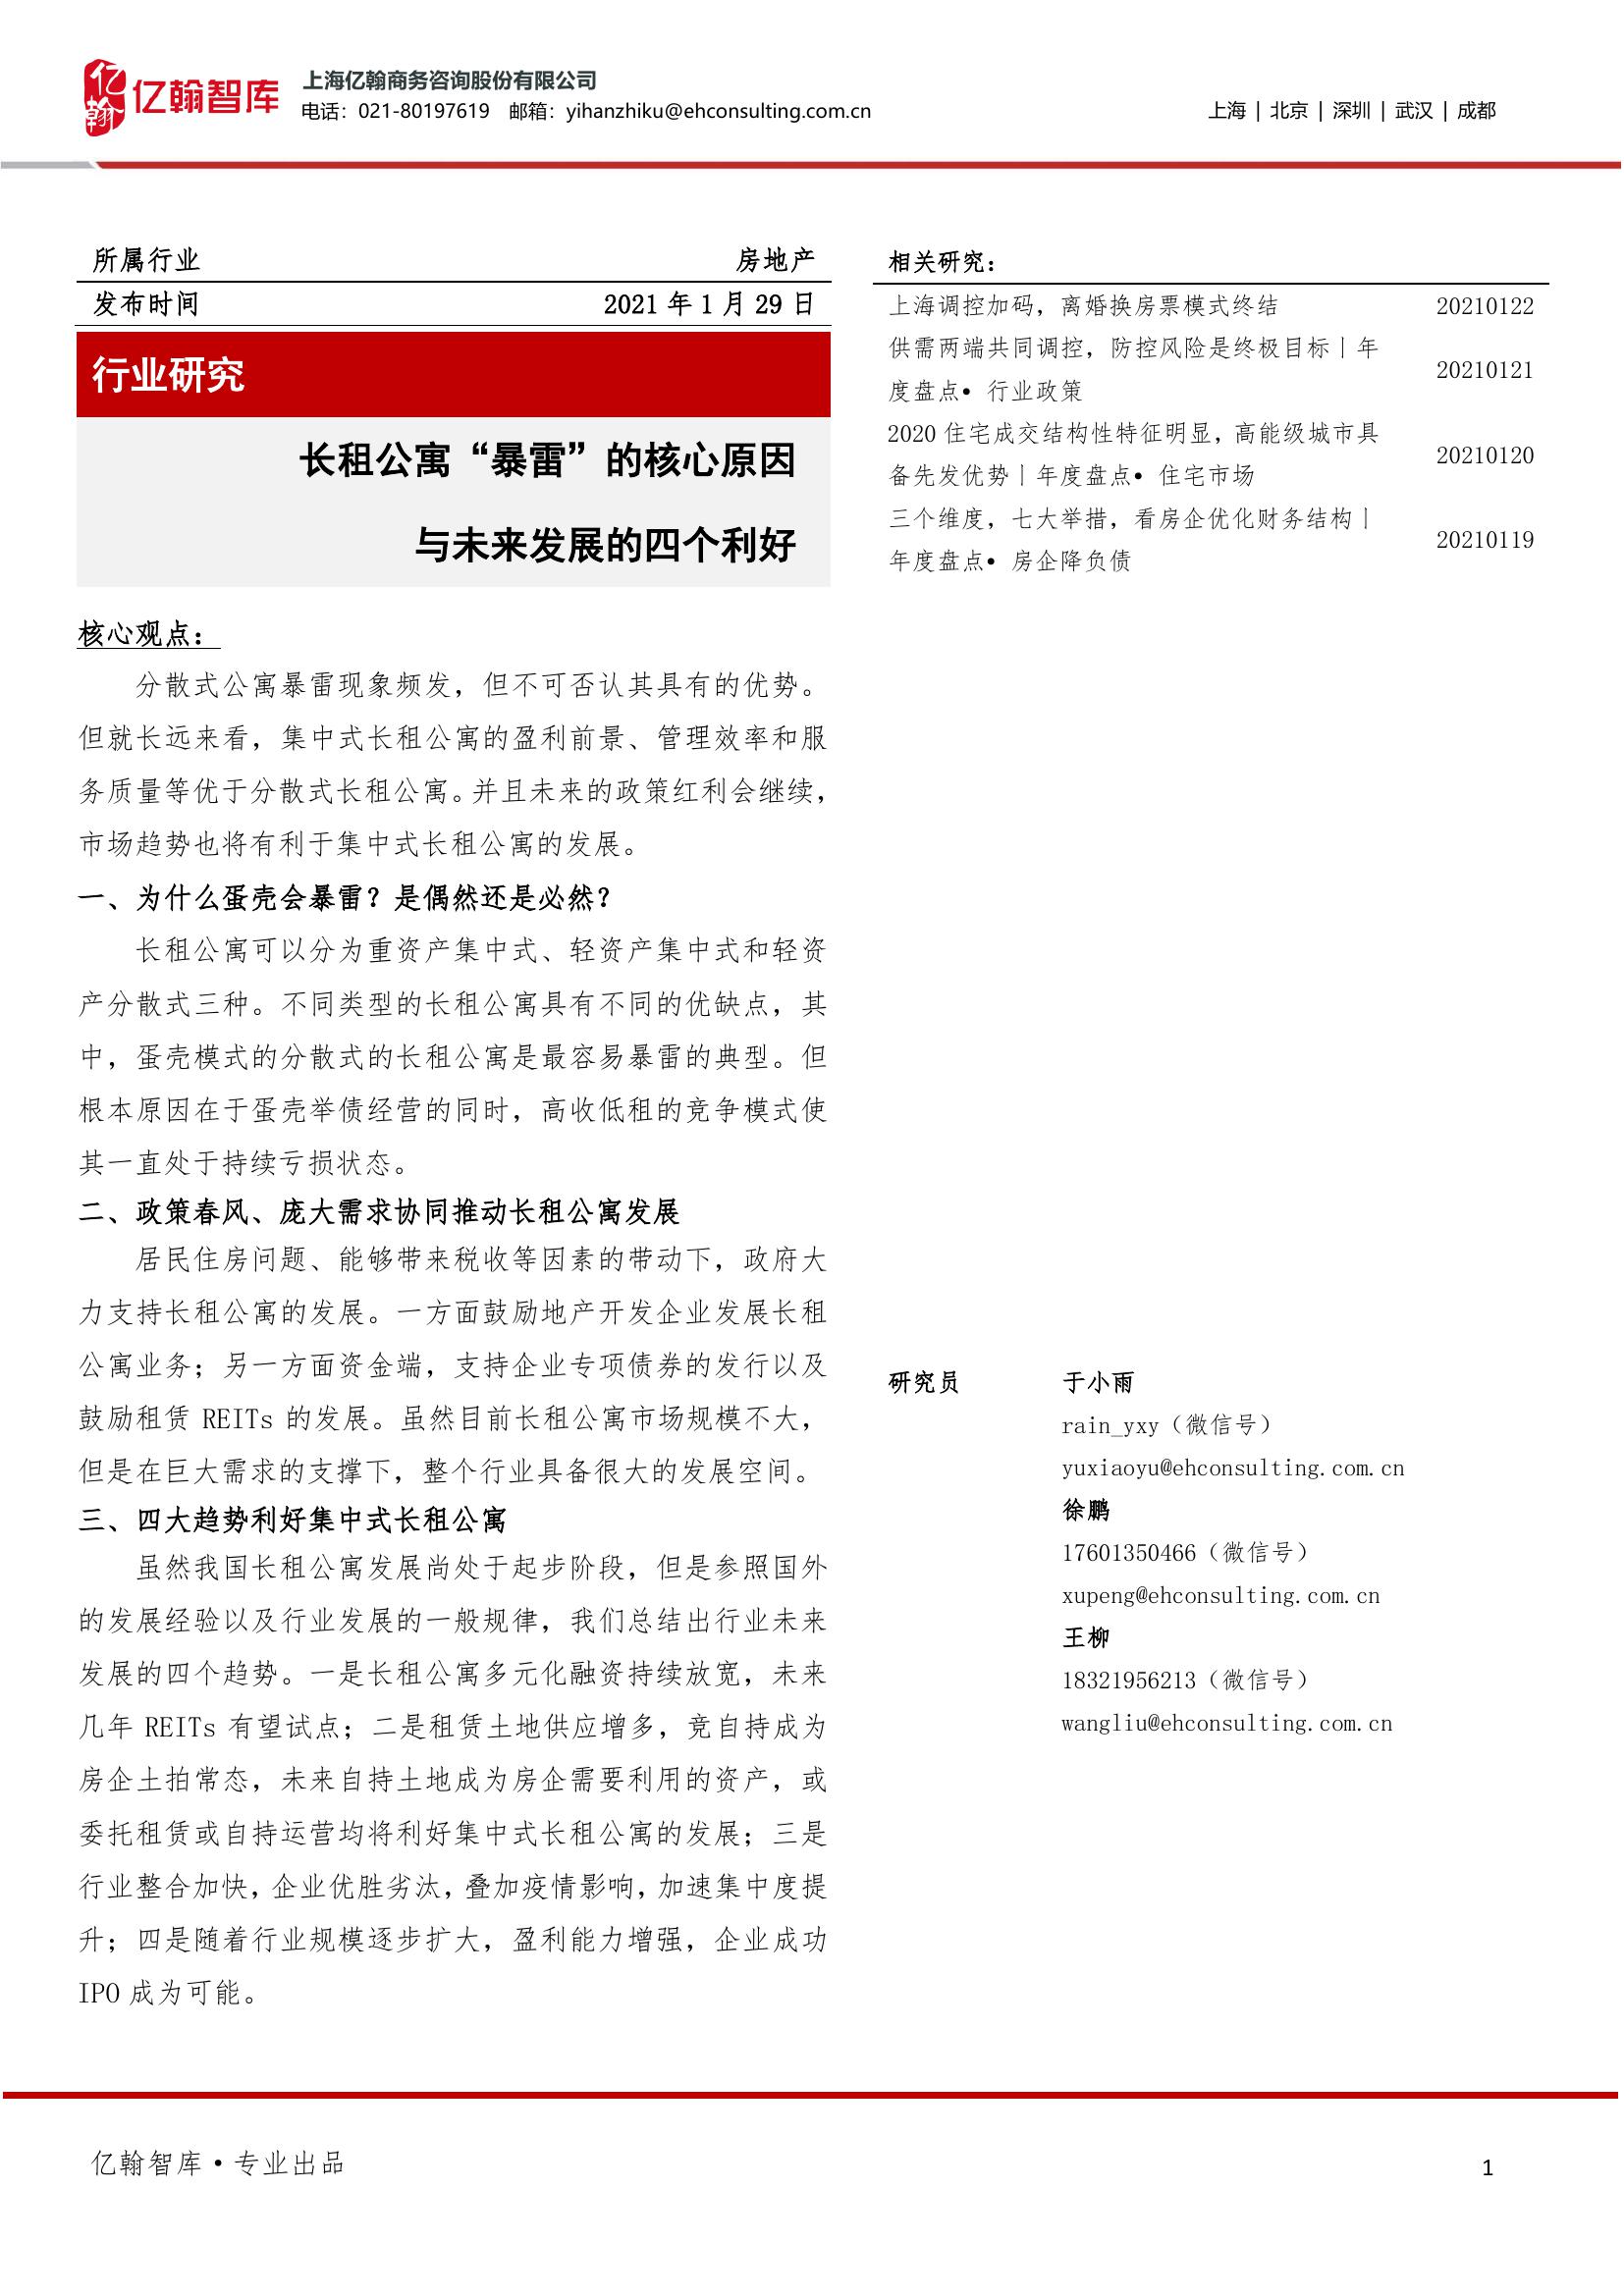 亿翰
亿翰智库
上海亿翰商务咨询股份有限公司
电话：021-80197619 邮箱：yihanzhiku@ehconsulting.com.cn
上海 | 北京 | 深圳 | 武汉 | 成都
所属行业 房地产
发布时间 2021 年 1 月 29 日
行业研究
长租公寓“暴雷”的核心原因
与未来发展的四个利好
核心观点：
分散式公寓暴雷现象频发，但不可否认其具有的优势。
但就长远来看，集中式长租公寓的盈利前景、管理效率和服
务质量等优于分散式长租公寓。并且未来的政策红利会继续，
市场趋势也将有利于集中式长租公寓的发展。
一、为什么蛋壳会暴雷？是偶然还是必然？
长租公寓可以分为重资产集中式、轻资产集中式和轻资
产分散式三种。不同类型的长租公寓具有不同的优缺点，其
中，蛋壳模式的分散式的长租公寓是最容易暴雷的典型。但
根本原因在于蛋壳举债经营的同时，高收低租的竞争模式使
其一直处于持续亏损状态。
二、政策春风、庞大需求协同推动长租公寓发展
居民住房问题、能够带来税收等因素的带动下，政府大
力支持长租公寓的发展。一方面鼓励地产开发企业发展长租
公寓业务；另一方面资金端，支持企业专项债券的发行以及
鼓励租赁 REITs 的发展。虽然目前长租公寓市场规模不大，
但是在巨大需求的支撑下，整个行业具备很大的发展空间。
三、四大趋势利好集中式长租公寓
虽然我国长租公寓发展尚处于起步阶段，但是参照国外
的发展经验以及行业发展的一般规律，我们总结出行业未来
发展的四个趋势。一是长租公寓多元化融资持续放宽，未来
几年 REITs 有望试点；二是租赁土地供应增多，竞自持成为
房企土拍常态，未来自持土地成为房企需要利用的资产，或
委托租赁或自持运营均将利好集中式长租公寓的发展；三是
行业整合加快，企业优胜劣汰，叠加疫情影响，加速集中度提
升；四是随着行业规模逐步扩大，盈利能力增强，企业成功
IPO 成为可能。
相关研究：
上海调控加码，离婚换房票模式终结 20210122
供需两端共同调控，防控风险是终极目标丨年
度盘点• 行业政策 20210121
2020 住宅成交结构性特征明显，高能级城市具
备先发优势丨年度盘点• 住宅市场 20210120
三个维度，七大举措，看房企优化财务结构丨
年度盘点• 房企降负债 20210119
研究员 于小雨
rain_yxy（微信号）
yuxiaoyu@ehconsulting.com.cn
徐鹏
17601350466（微信号）
xupeng@ehconsulting.com.cn
王柳
18321956213（微信号）
wangliu@ehconsulting.com.cn
亿翰智库·专业出品 1